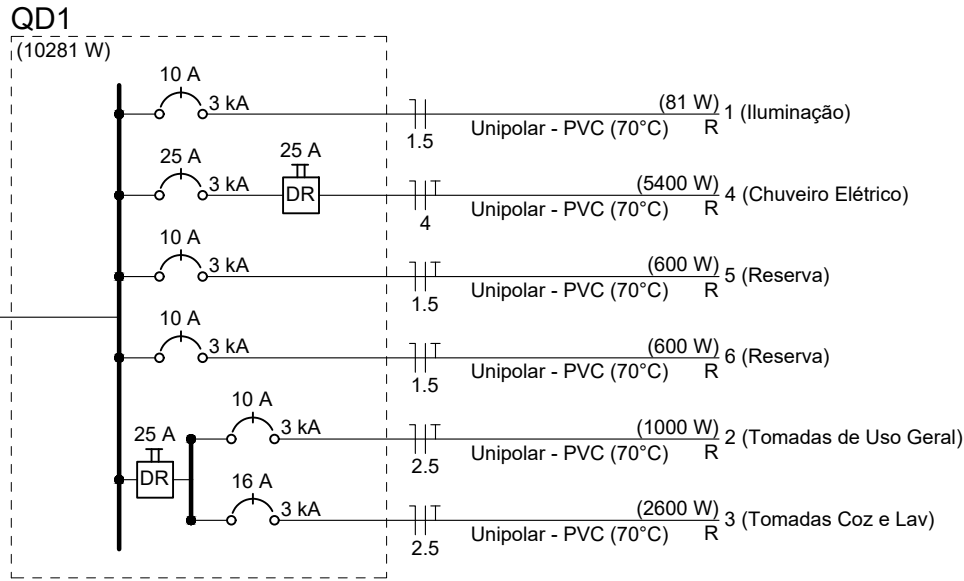 QD1
(10281 W)
10 A
3 kA
1.5
(81 W)
Unipolar - PVC (70°C)
R
1 (Iluminação)
25 A
3 kA
25 A
DR
4
(5400 W)
Unipolar - PVC (70°C)
R
4 (Chuveiro Elétrico)
10 A
3 kA
1.5
(600 W)
Unipolar - PVC (70°C)
R
5 (Reserva)
10 A
3 kA
1.5
(600 W)
Unipolar - PVC (70°C)
R
6 (Reserva)
25 A
DR
10 A
3 kA
2.5
(1000 W)
Unipolar - PVC (70°C)
R
2 (Tomadas de Uso Geral)
16 A
3 kA
2.5
(2600 W)
Unipolar - PVC (70°C)
R
3 (Tomadas Coz e Lav)